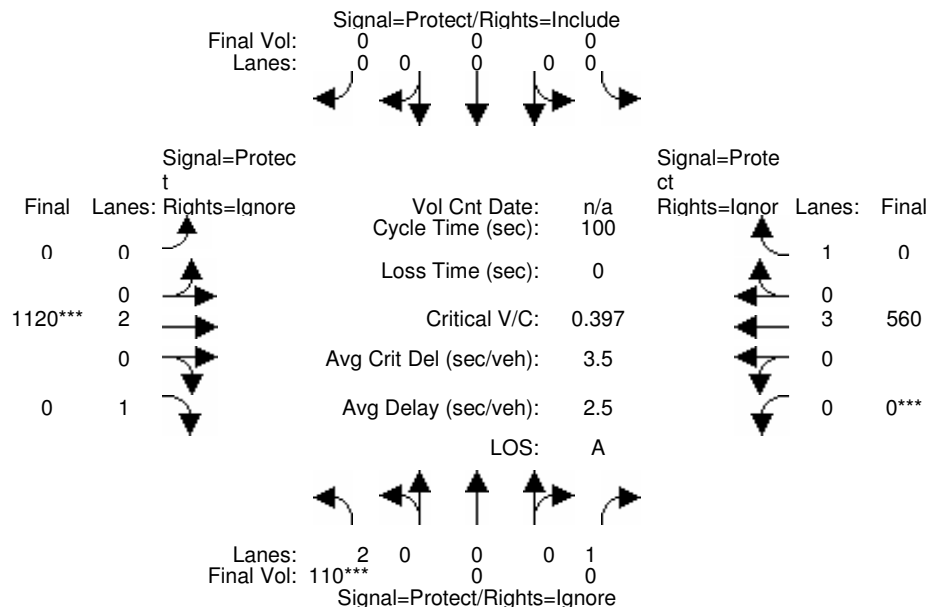 Signal=Protect/Rights=Include
Final Vol: 0 0 0
Lanes: 0 0 0 0 0
Signal=Protec
t
Signal=Prote
ct
Final Lanes: Rights=Ignore Vol Cnt Date: n/a Rights=Ignor Lanes: Final
Cycle Time (sec): 100
0 0 1 0
Loss Time (sec): 0
0 0
1120*** 2 Critical V/C: 0.397 3 560
0 Avg Crit Del (sec/veh): 3.5 0
0 1 Avg Delay (sec/veh): 2.5 0 0***
LOS: A
Lanes: 2 0 0 0 1
Final Vol: 110*** 0 0
Signal=Protect/Rights=Ignore